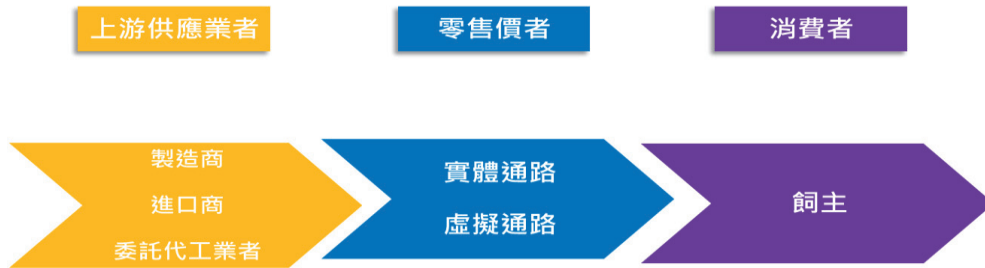 上游供應業者
零售價者
消費者
製造商
進口商
委託代工業者
實體通路
虛擬通路
飼主